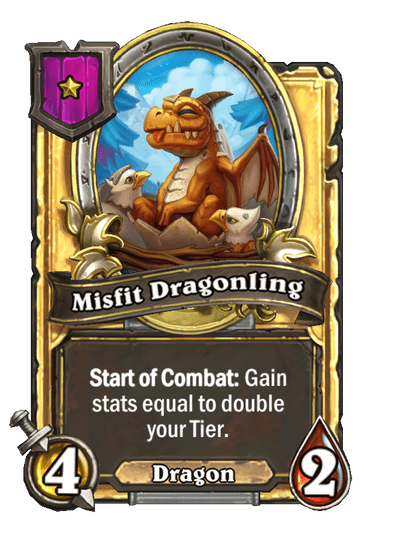 Misfit Dragonling
Start of Combat: Gain
stats equal to double
your Tier.
Dragon
4
2